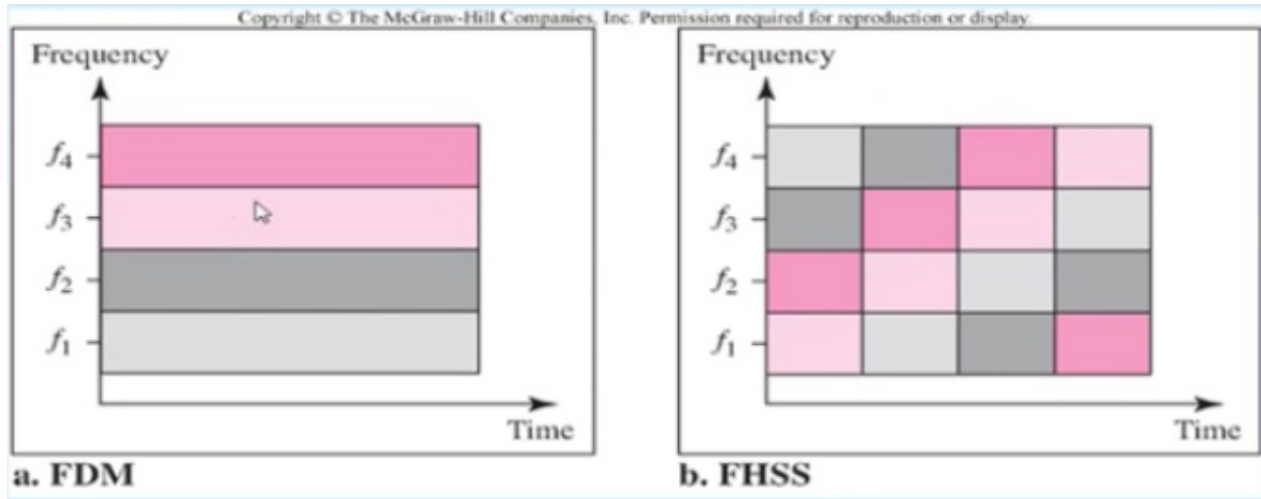 Copyright © The McGraw-Hill Companies, Inc. Permission required for reproduction or display.
Frequency
f4
f3
f2
f1
Time
a. FDM
Frequency
f4
f3
f2
f1
Time
b. FHSS